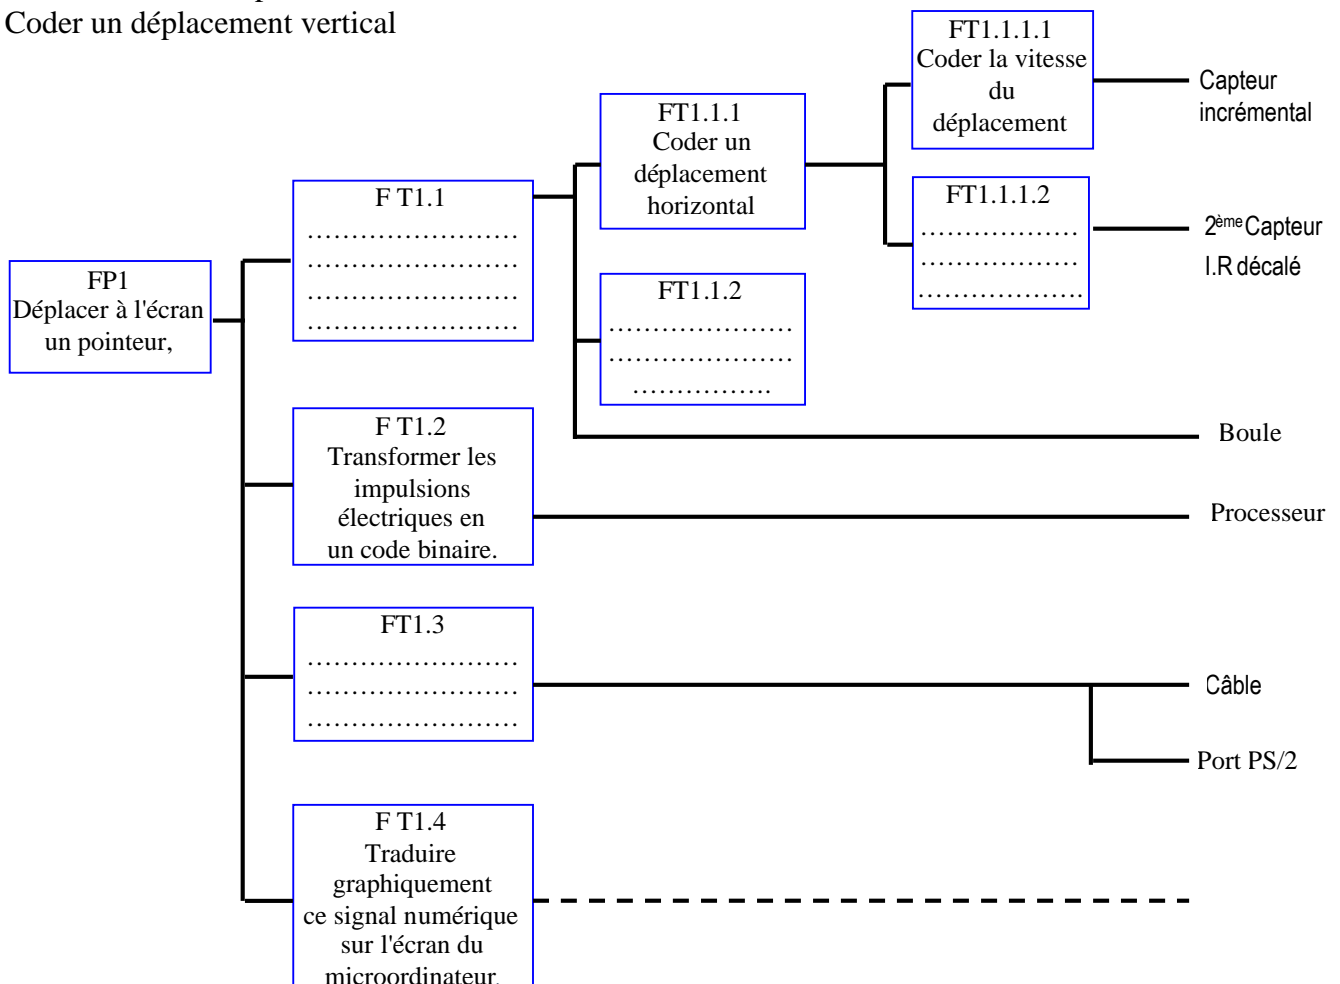 Coder un déplacement vertical
FT1.1.1.1
Coder la vitesse
du
déplacement
Capteur
incrémental
FT1.1.1
Coder un
déplacement
horizontal
F T1.1
……………………
……………………
……………………
……………………
FT1.1.1.2
………………
………………
……………….
2ème Capteur
I.R décalé
FP1
Déplacer à l'écran
un pointeur,
FT1.1.2
…………………
…………………
…………….
F T1.2
Transformer les
impulsions
électriques en
un code binaire.
Boule
Processeur
FT1.3
……………………
……………………
……………………
Câble
Port PS/2
F T1.4
Traduire
graphiquement
ce signal numérique
sur l'écran du
microordinateur.